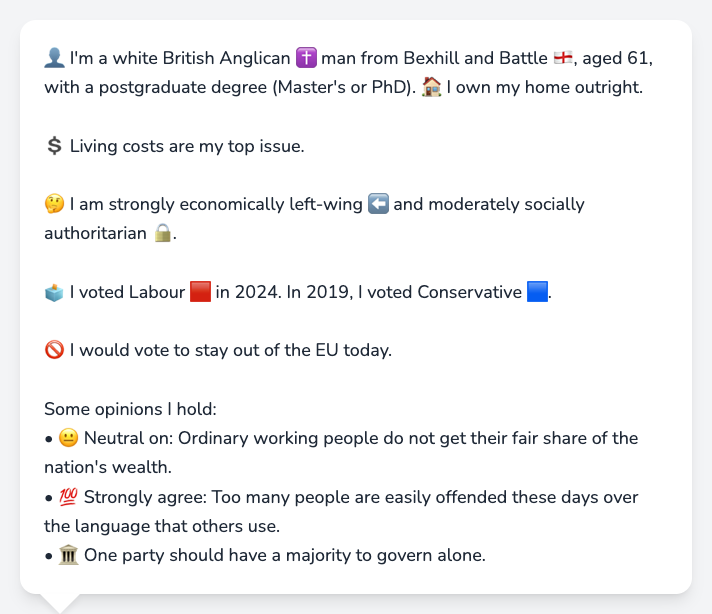 👤 I'm a white British Anglican ✝️ man from Bexhill and Battle 🏴󠁧󠁢󠁥󠁮󠁧󠁿, aged 61,
with a postgraduate degree (Master's or PhD). 🏠 I own my home outright.
💲 Living costs are my top issue.
🤔 I am strongly economically left-wing ⬅️ and moderately socially
authoritarian 🔒.
🗳️ I voted Labour 🟥 in 2024. In 2019, I voted Conservative 🟦.
🚫 I would vote to stay out of the EU today.
Some opinions I hold:
• 😐 Neutral on: Ordinary working people do not get their fair share of the
nation's wealth.
• 💯 Strongly agree: Too many people are easily offended these days over
the language that others use.
• 🏛️ One party should have a majority to govern alone.